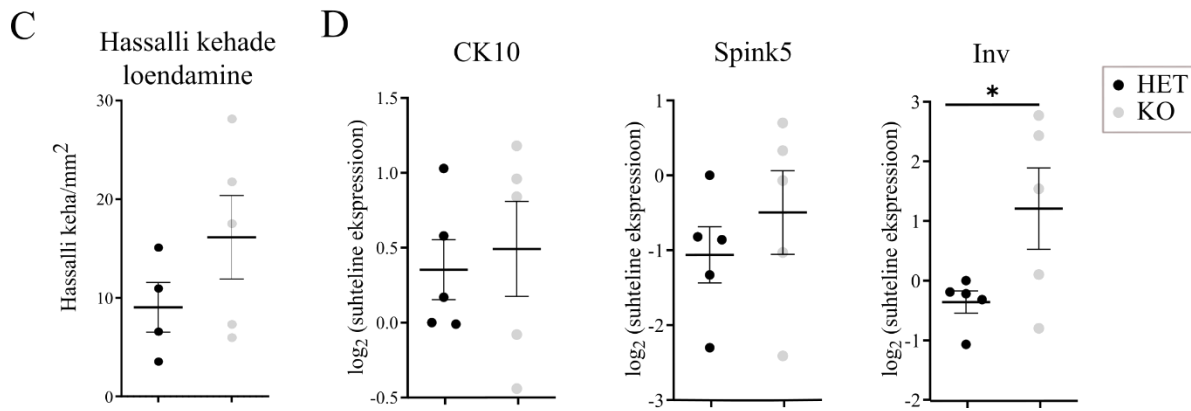 C
Hassalli kehade
loendamine
Hassalli keha/mm²
30
20
10
0
D
CK10
log₂ (suhteline ekspressioon)
1.5
1.0
0.5
0.0
-0.5
Spink5
log₂ (suhteline ekspressioon)
1
0
-1
-2
-3
Inv
log₂ (suhteline ekspressioon)
3
2
1
0
-1
-2
*
HET
KO